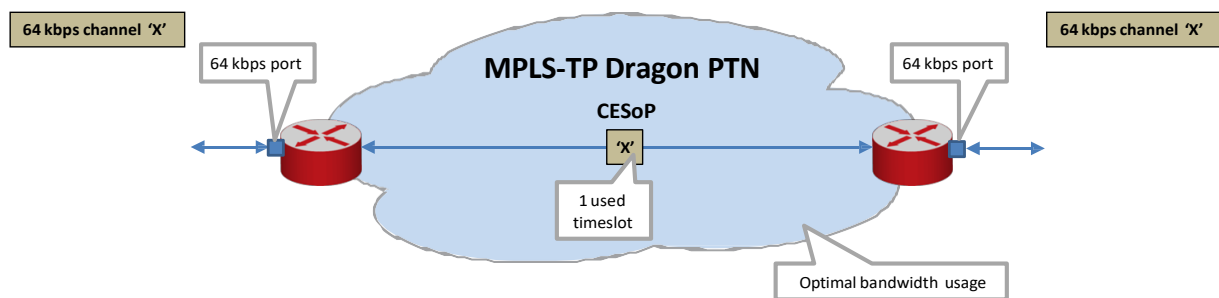 64 kbps channel ‘X’
64 kbps channel ‘X’
64 kbps port
MPLS-TP Dragon PTN
64 kbps port
CESoP
‘X’
1 used
timeslot
Optimal bandwidth usage